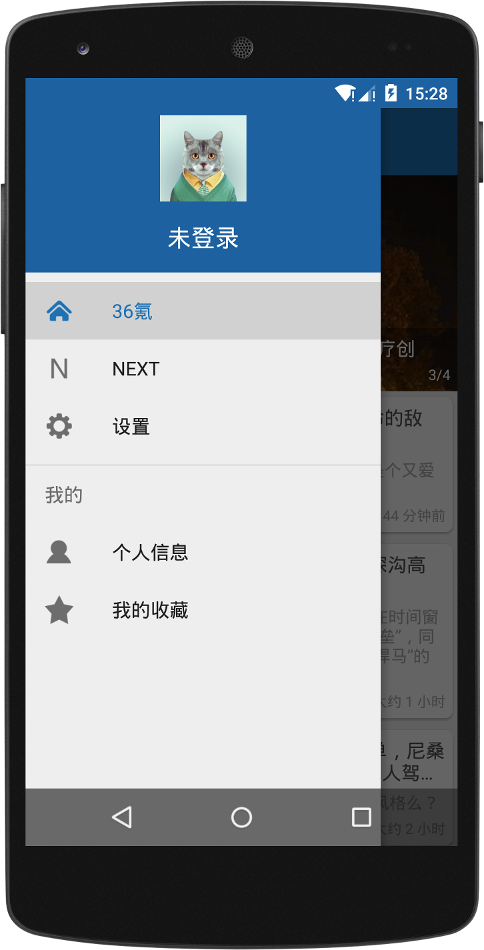 15:28
未登录
36氪
N NEXT
设置
我的
个人信息
我的收藏
疗创
3/4
的敌
个又爱
44 分钟前
深沟高
在时间窗
垒”，同
悍马”的
大约 1 小时
单，尼桑
人驾...
风格么？
大约 2 小时